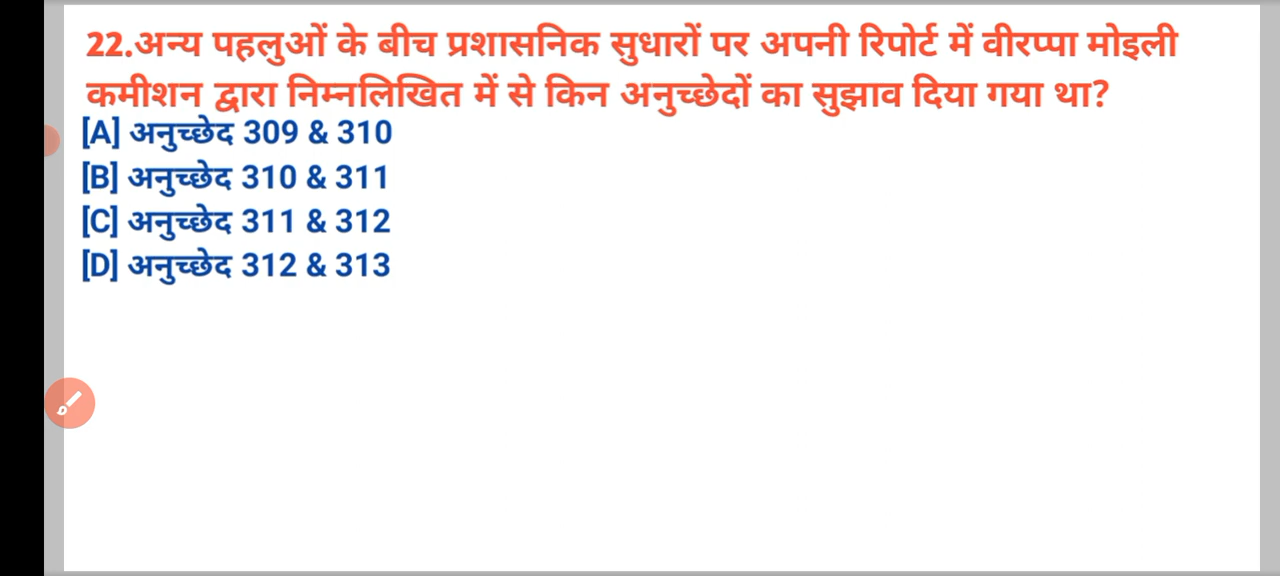 22.अन्य पहलुओं के बीच प्रशासनिक सुधारों पर अपनी रिपोर्ट में वीरप्पा मोइली
कमीशन द्वारा निम्नलिखित में से किन अनुच्छेदों का सुझाव दिया गया था?
[A] अनुच्छेद 309 & 310
[B] अनुच्छेद 310 & 311
[C] अनुच्छेद 311 & 312
[D] अनुच्छेद 312 & 313